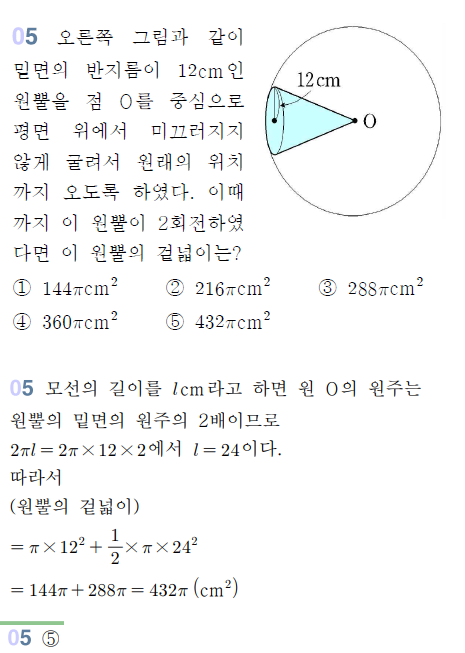 05 오른쪽 그림과 같이
밑면의 반지름이 12cm인
원뿔을 점 O를 중심으로
평면 위에서 미끄러지지
않게 굴려서 원래의 위치
까지 오도록 하였다. 이때
까지 이 원뿔이 2회전하였
다면 이 원뿔의 겉넓이는?
12cm
O
① 144πcm² ② 216πcm² ③ 288πcm²
④ 360πcm² ⑤ 432πcm²
05 모선의 길이를 lcm라고 하면 원 O의 원주는
원뿔의 밑면의 원주의 2배이므로
2πl=2π×12×2에서 l=24이다.
따라서
(원뿔의 겉넓이)
=π×12²+1/2×π×24²
=144π+288π=432π(cm²)
05 ⑤